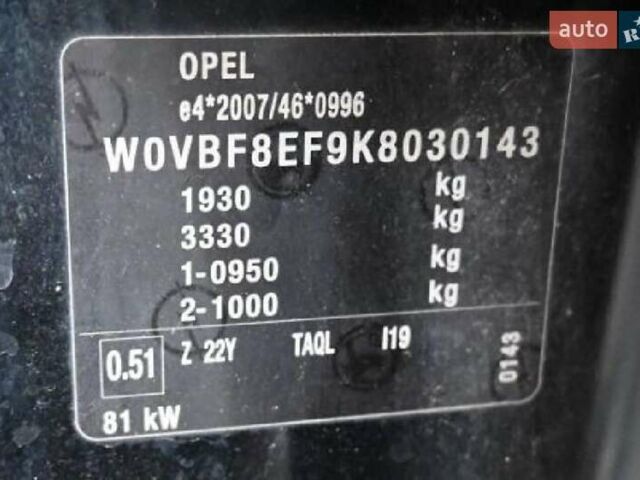 auto R
OPEL
e4*2007/46*0996
W0VBF8EF9K8030143
1930 kg
3330 kg
1-0950 kg
2-1000 kg
0.51 Z 22Y TAQL I19 0143
81 kW